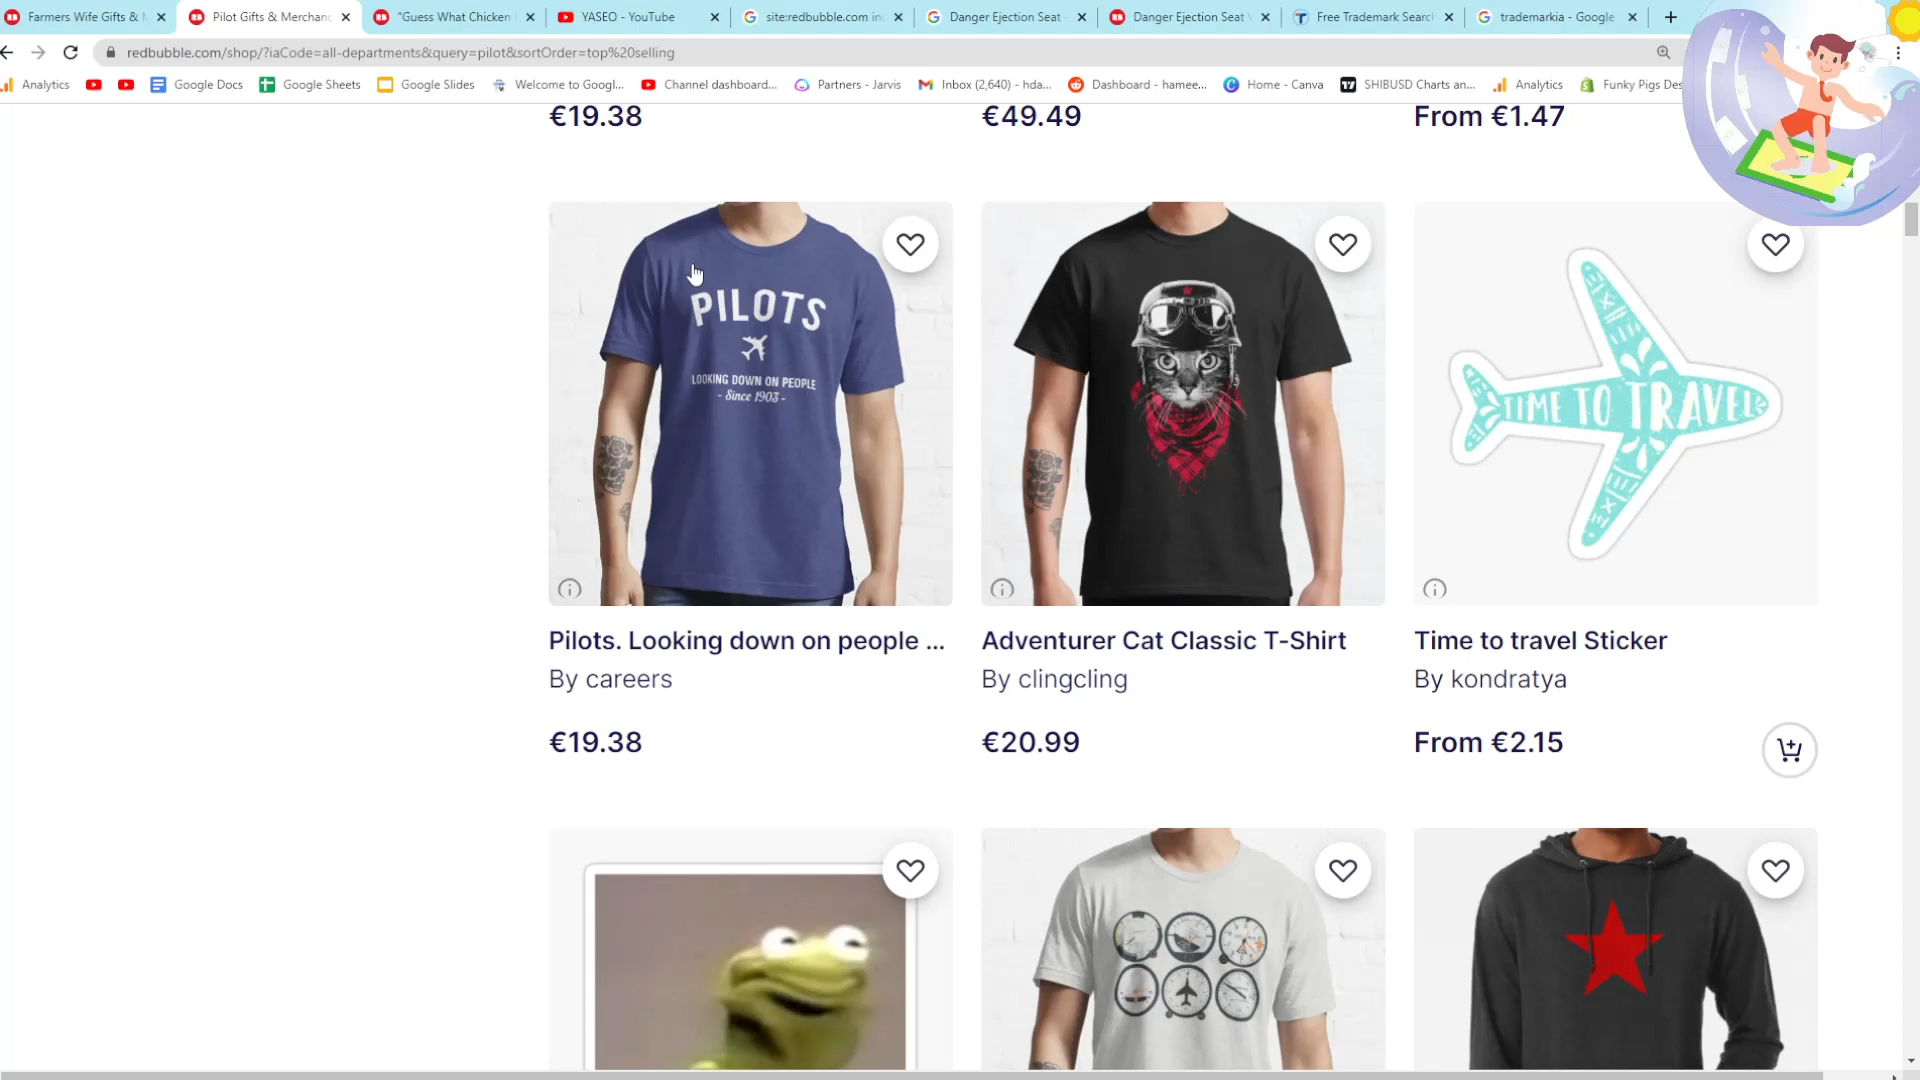 Farmers Wife Gifts & M
Pilot Gifts & Merchand
"Guess What Chicken
YASEO - YouTube
site:redbubble.com in
Danger Ejection Seat -
Danger Ejection Seat
Free Trademark Search
trademarkia - Google
redbubble.com/shop/?iaCode=all-departments&query=pilot&sortOrder=top%20selling
Analytics
Google Docs
Google Sheets
Google Slides
Welcome to Googl...
Channel dashboard...
Partners - Jarvis
Inbox (2,640) - hda...
Dashboard - hamee...
Home - Canva
SHIBUSD Charts an...
Analytics
Funky Pigs Des
€19.38
€49.49
From €1.47
PILOTS
LOOKING DOWN ON PEOPLE
- Since 1903 -
TIME TO TRAVEL
Pilots. Looking down on people ...
By careers
€19.38
Adventurer Cat Classic T-Shirt
By clingcling
€20.99
Time to travel Sticker
By kondratya
From €2.15